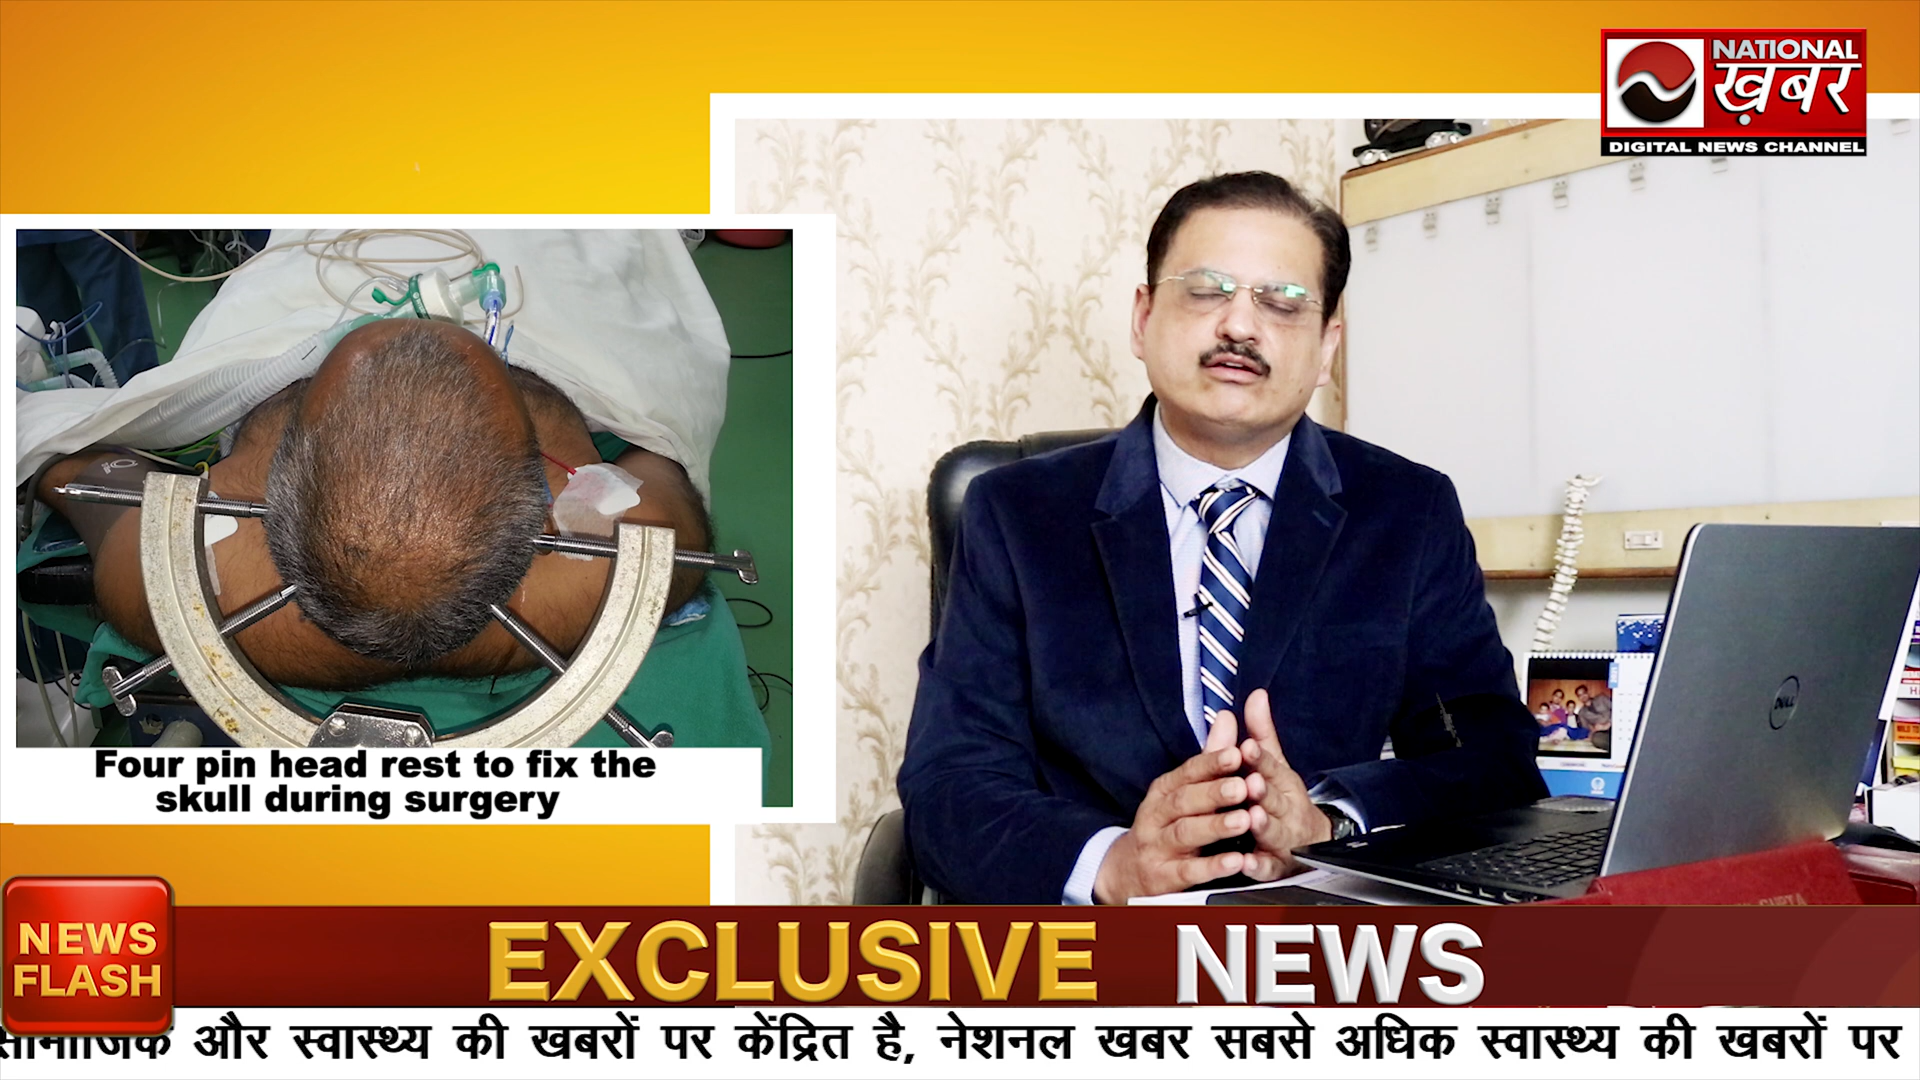 NATIONAL
ख़बर
DIGITAL NEWS CHANNEL
Four pin head rest to fix the
skull during surgery
DELL
NEWS
FLASH
EXCLUSIVE NEWS
सामाजिक और स्वास्थ्य की खबरों पर केंद्रित है, नेशनल खबर सबसे अधिक स्वास्थ्य की खबरों पर